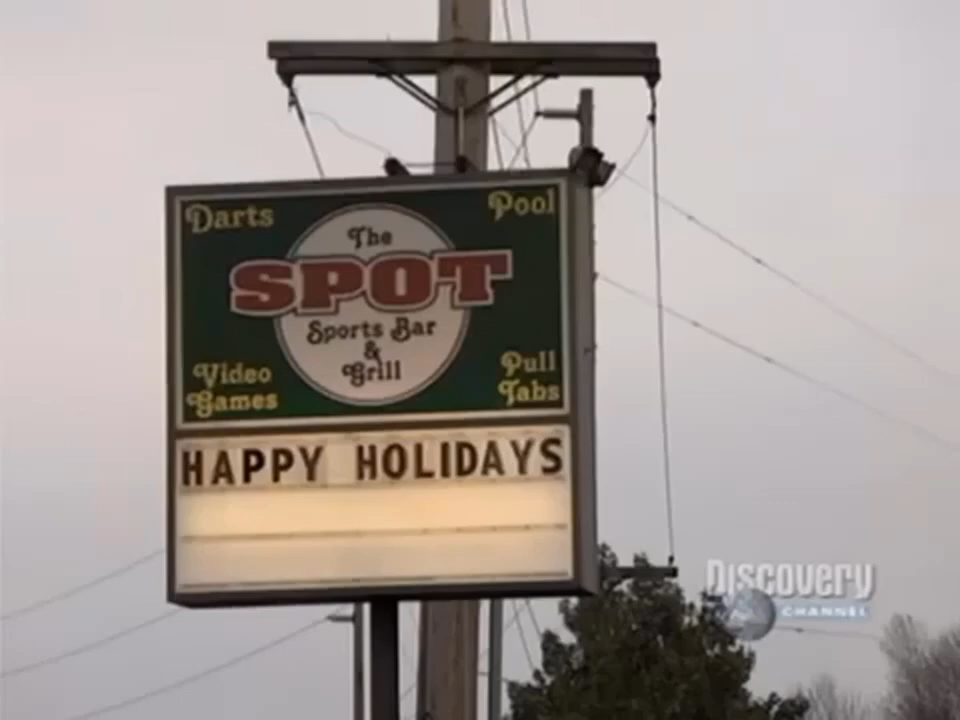 Darts
Pool
The
SPOT
Sports Bar
&
Grill
Video
Games
Pull
Tabs
HAPPY HOLIDAYS
Discovery
CHANNEL